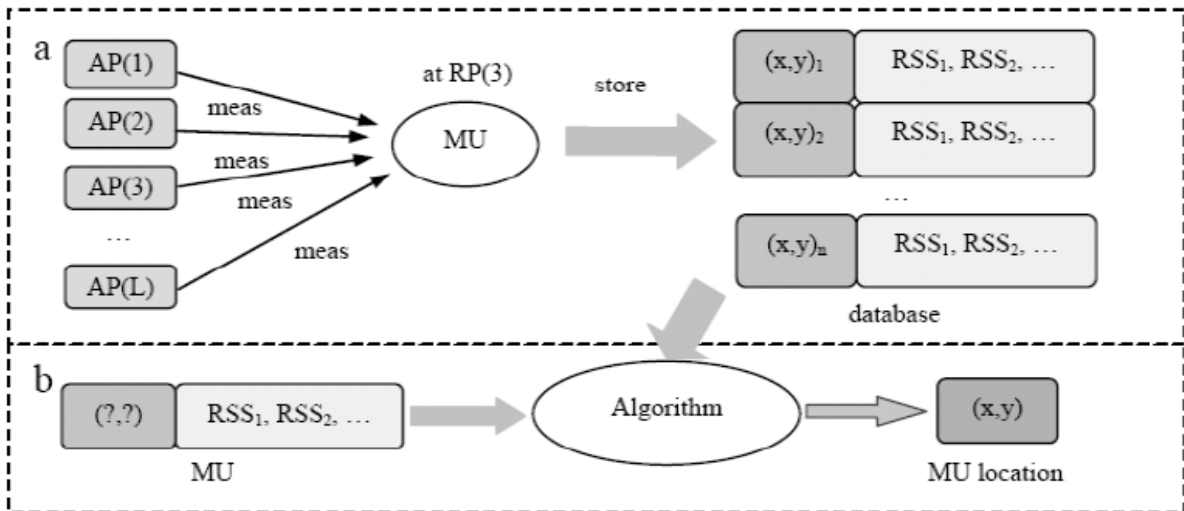 a
AP(1)
AP(2)
AP(3)
…
AP(L)
meas
meas
meas
meas
at RP(3)
MU
store
(x,y)₁ RSS₁, RSS₂, …
(x,y)₂ RSS₁, RSS₂, …
…
(x,y)ₙ RSS₁, RSS₂, …
database
b
(?,?) RSS₁, RSS₂, …
MU
Algorithm
(x,y)
MU location